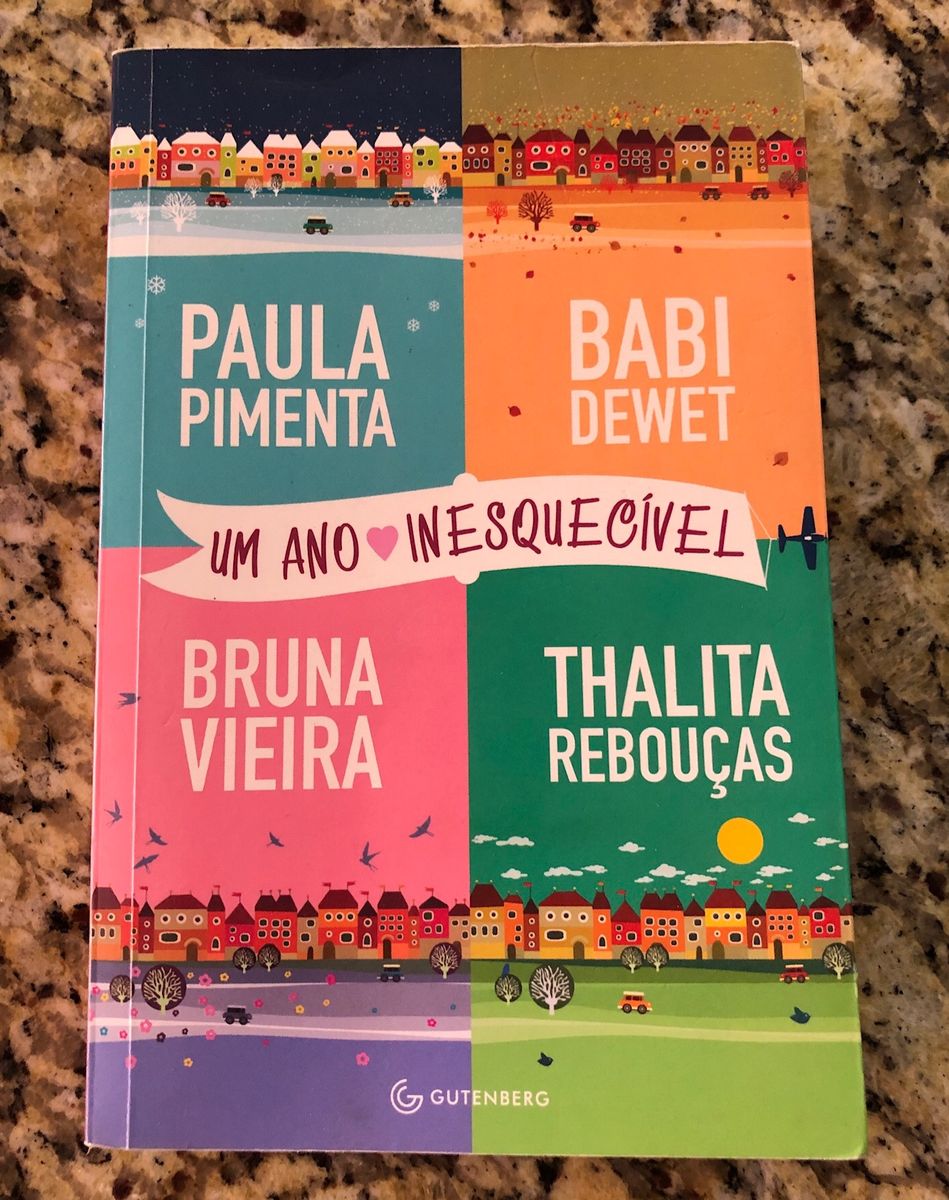 PAULA
PIMENTA
BABI
DEWET
UM ANO INESQUECÍVEL
BRUNA
VIEIRA
THALITA
REBOUÇAS
GUTENBERG